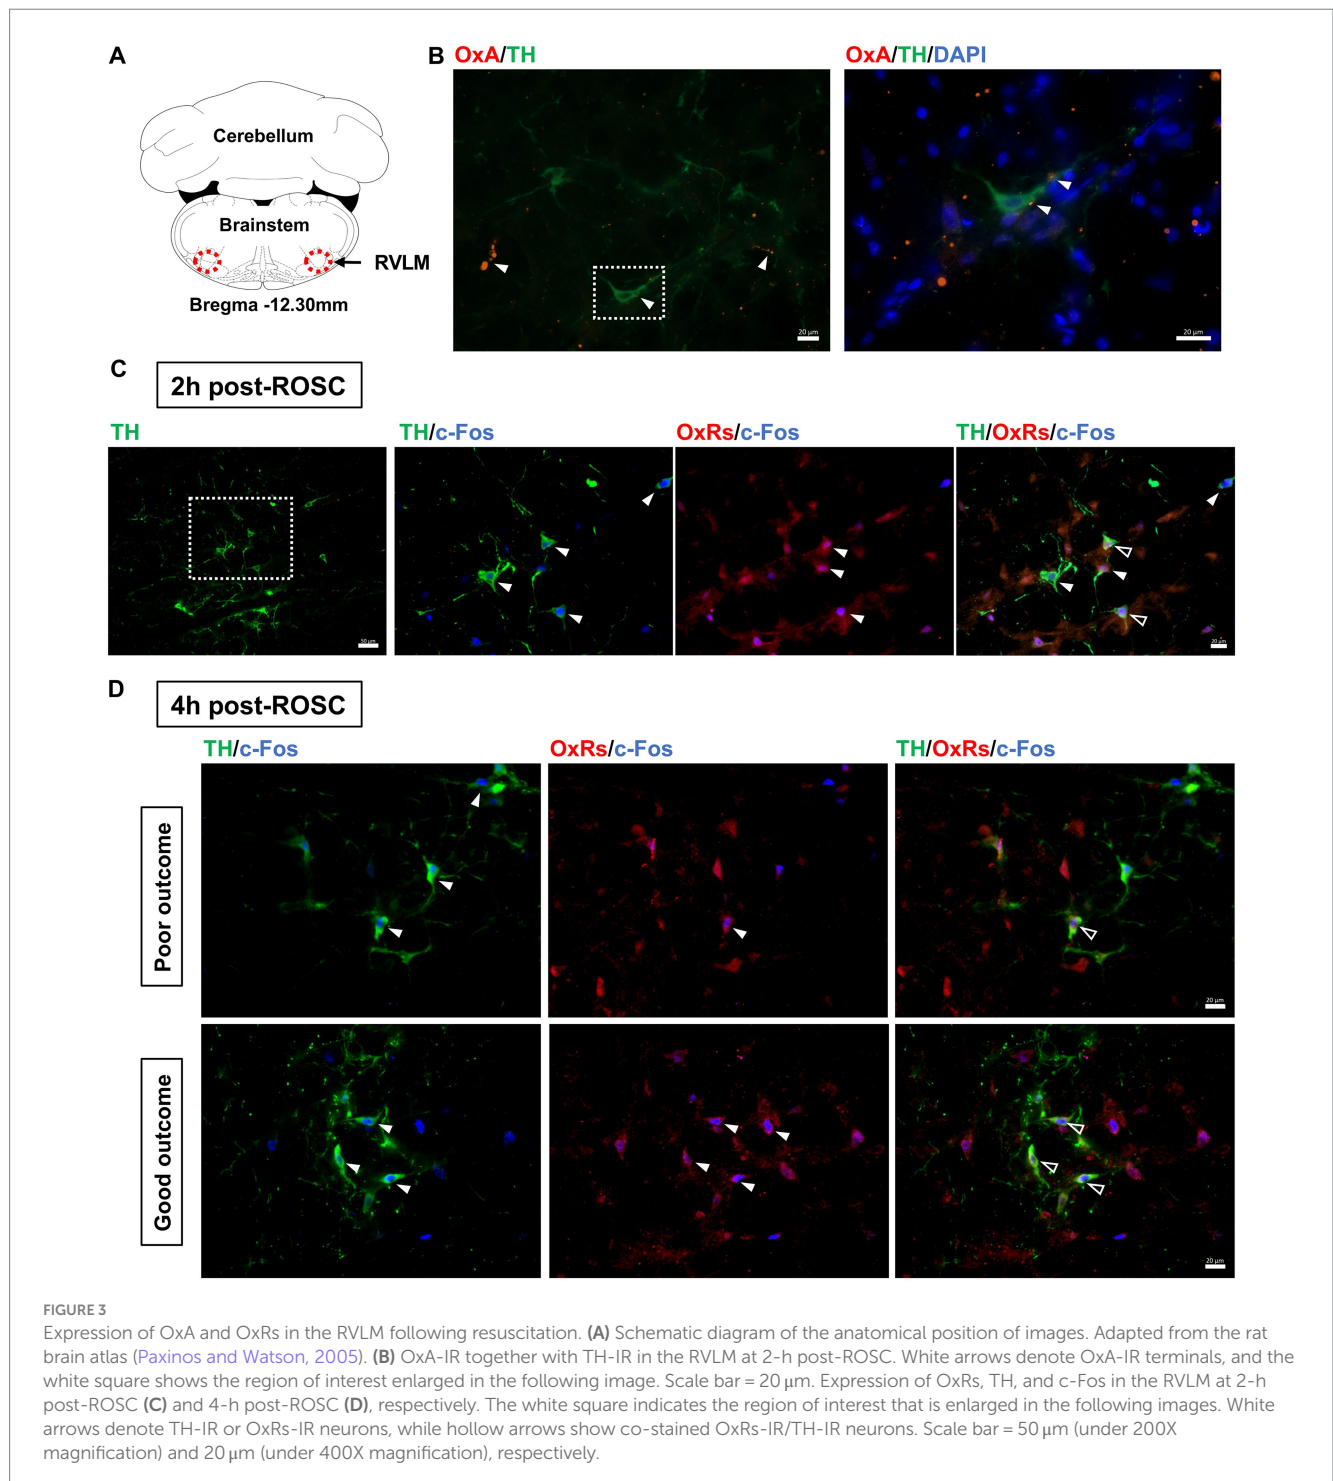 A
Cerebellum
Brainstem
RVLM
Bregma -12.30mm
B
OxA/TH
OxA/TH/DAPI
20 µm
20 µm
C
2h post-ROSC
TH
TH/c-Fos
OxRs/c-Fos
TH/OxRs/c-Fos
50 µm
20 µm
D
4h post-ROSC
TH/c-Fos
OxRs/c-Fos
TH/OxRs/c-Fos
Poor outcome
20 µm
Good outcome
20 µm
FIGURE 3
Expression of OxA and OxRs in the RVLM following resuscitation. (A) Schematic diagram of the anatomical position of images. Adapted from the rat
brain atlas (Paxinos and Watson, 2005). (B) OxA-IR together with TH-IR in the RVLM at 2-h post-ROSC. White arrows denote OxA-IR terminals, and the
white square shows the region of interest enlarged in the following image. Scale bar = 20 µm. Expression of OxRs, TH, and c-Fos in the RVLM at 2-h
post-ROSC (C) and 4-h post-ROSC (D), respectively. The white square indicates the region of interest that is enlarged in the following images. White
arrows denote TH-IR or OxRs-IR neurons, while hollow arrows show co-stained OxRs-IR/TH-IR neurons. Scale bar = 50 µm (under 200X
magnification) and 20 µm (under 400X magnification), respectively.